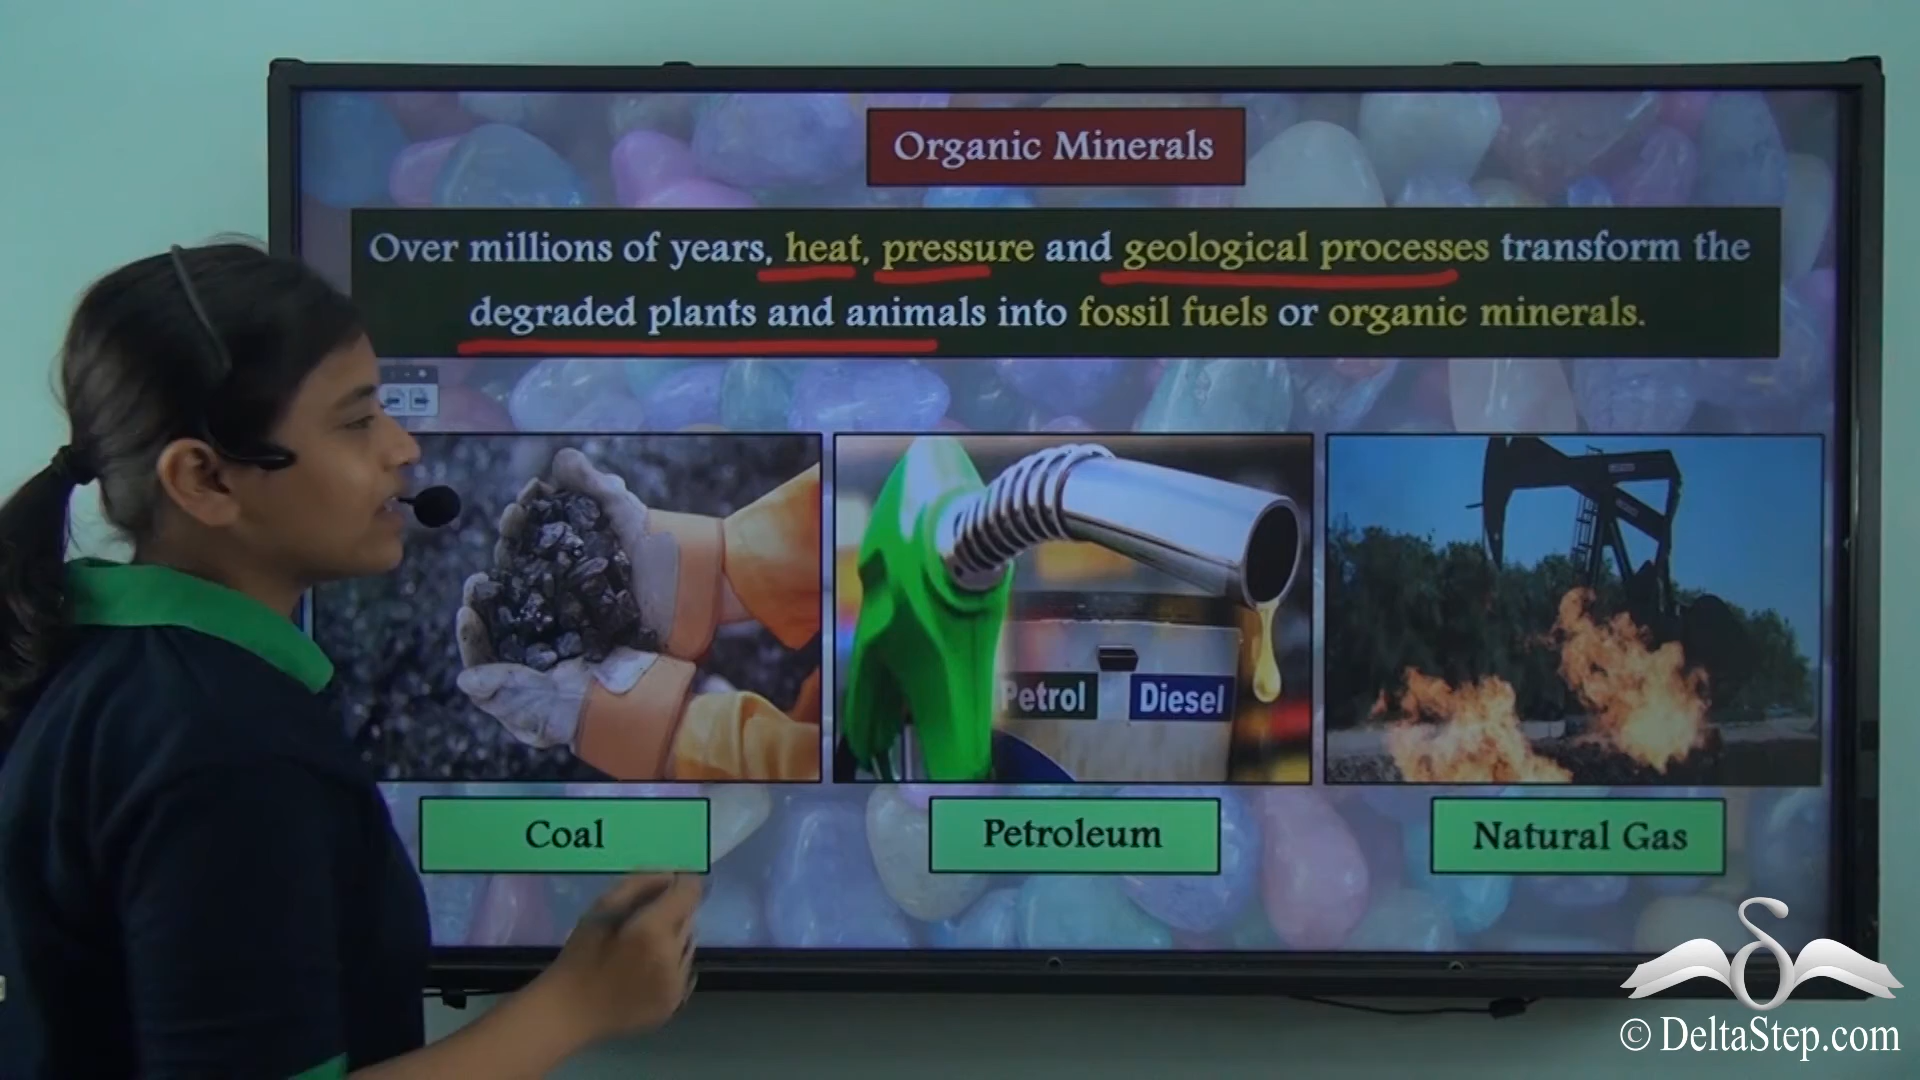 Organic Minerals
Over millions of years, heat, pressure and geological processes transform the
degraded plants and animals into fossil fuels or organic minerals.
Petrol
Diesel
Coal
Petroleum
Natural Gas
© DeltaStep.com